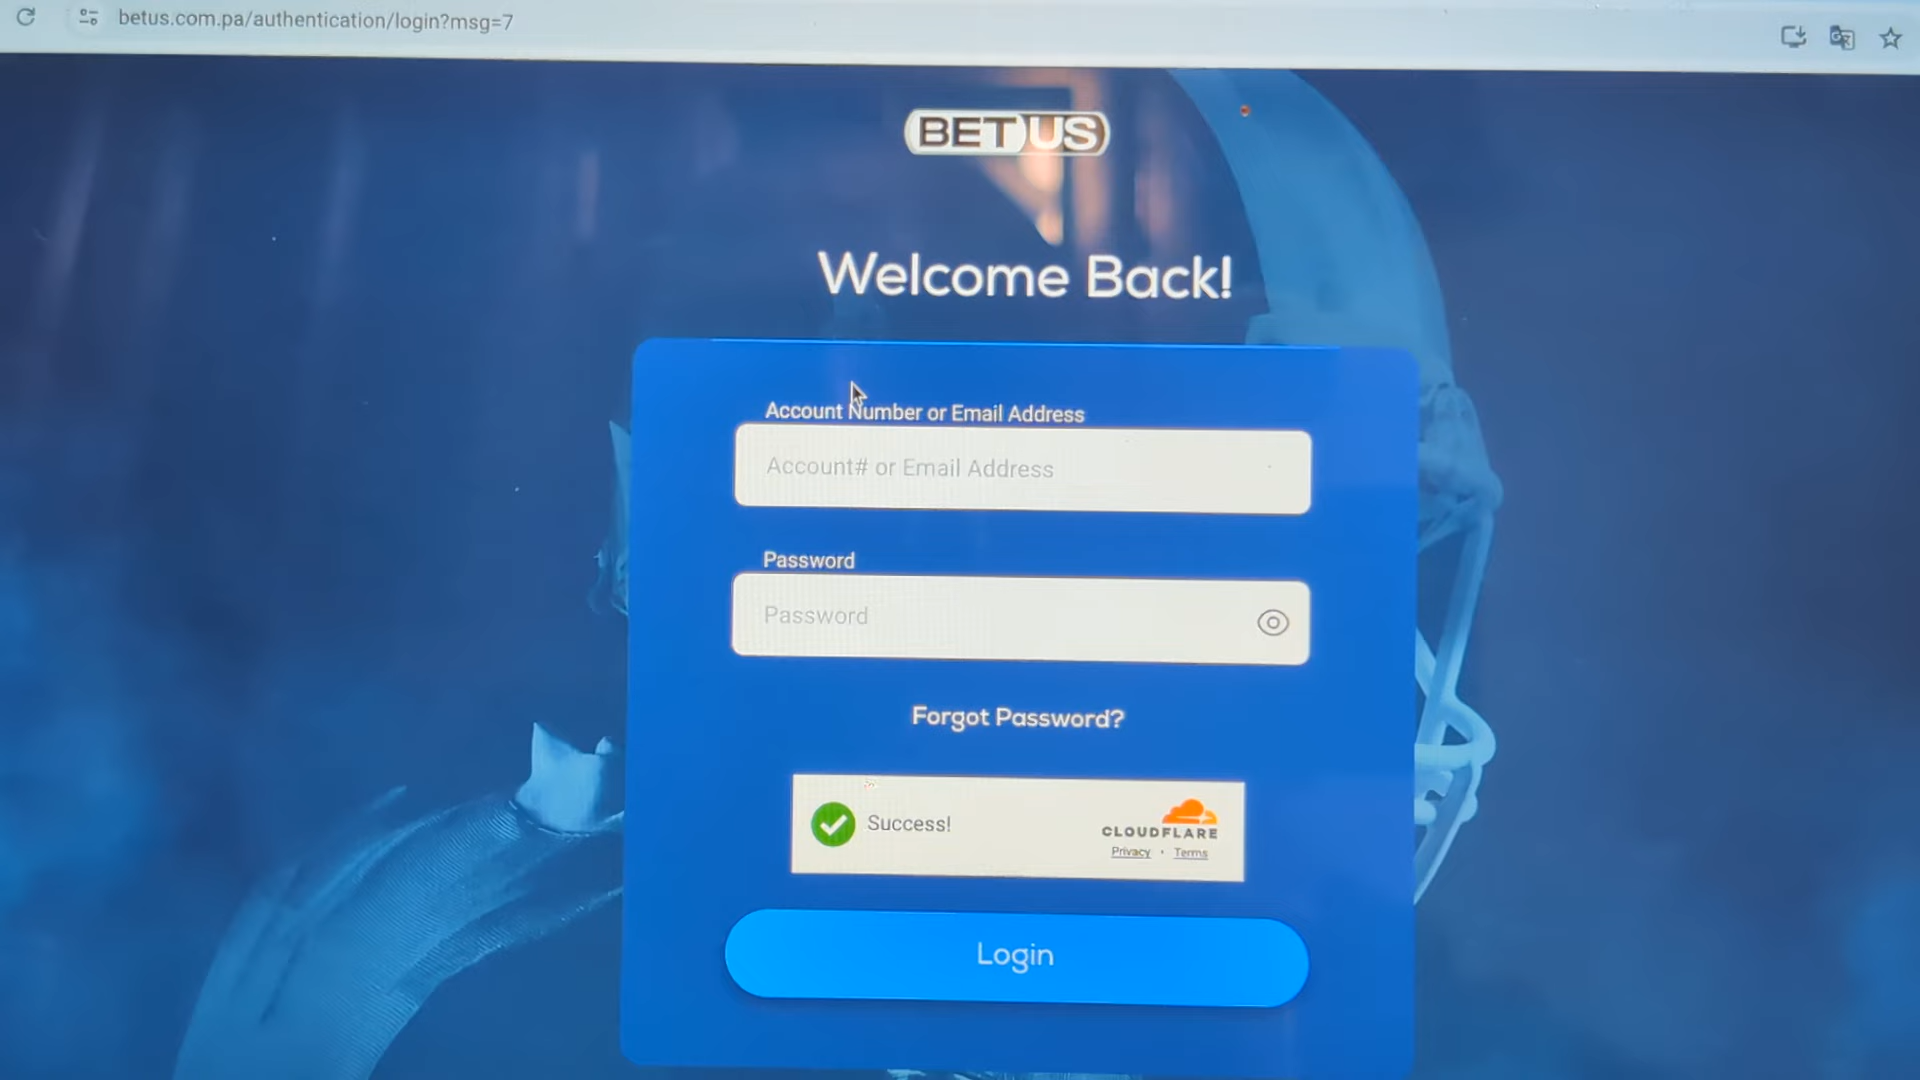 betus.com.pa/authentication/login?msg=7
BETUS
Welcome Back!
Account Number or Email Address
Account# or Email Address
Password
Password
Forgot Password?
Success!
CLOUDFLARE
Privacy • Terms
Login